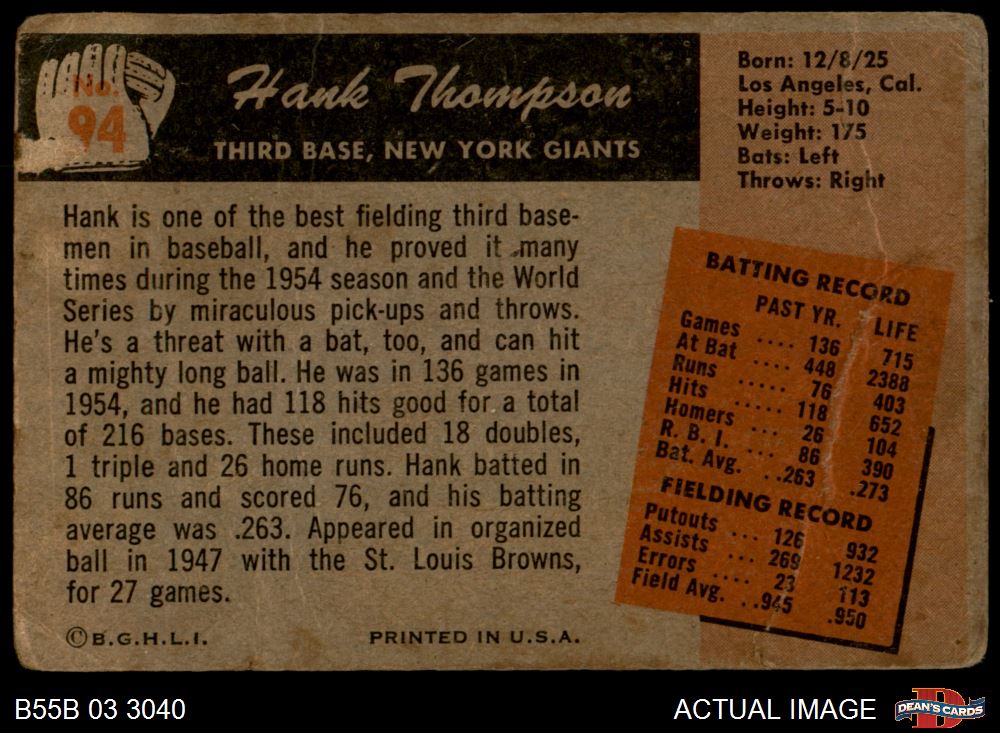 No.
94
Hank Thompson
THIRD BASE, NEW YORK GIANTS
Born: 12/8/25
Los Angeles, Cal.
Height: 5-10
Weight: 175
Bats: Left
Throws: Right
Hank is one of the best fielding third base-
men in baseball, and he proved it many
times during the 1954 season and the World
Series by miraculous pick-ups and throws.
He's a threat with a bat, too, and can hit
a mighty long ball. He was in 136 games in
1954, and he had 118 hits good for a total
of 216 bases. These included 18 doubles,
1 triple and 26 home runs. Hank batted in
86 runs and scored 76, and his batting
average was .263. Appeared in organized
ball in 1947 with the St. Louis Browns,
for 27 games.
BATTING RECORD
PAST YR. LIFE
Games .... 136 715
At Bat .... 448 2388
Runs ..... 76 403
Hits ..... 118 652
Homers ... 26 104
R. B. I. ... 86 390
Bat. Avg. ..263 .273
FIELDING RECORD
Putouts ... 126 932
Assists ... 269 1232
Errors .... 23 113
Field Avg. ..945 .950
©B.G.H.L.I. PRINTED IN U.S.A.
B55B 03 3040 ACTUAL IMAGE
D
DEAN'S CARDS